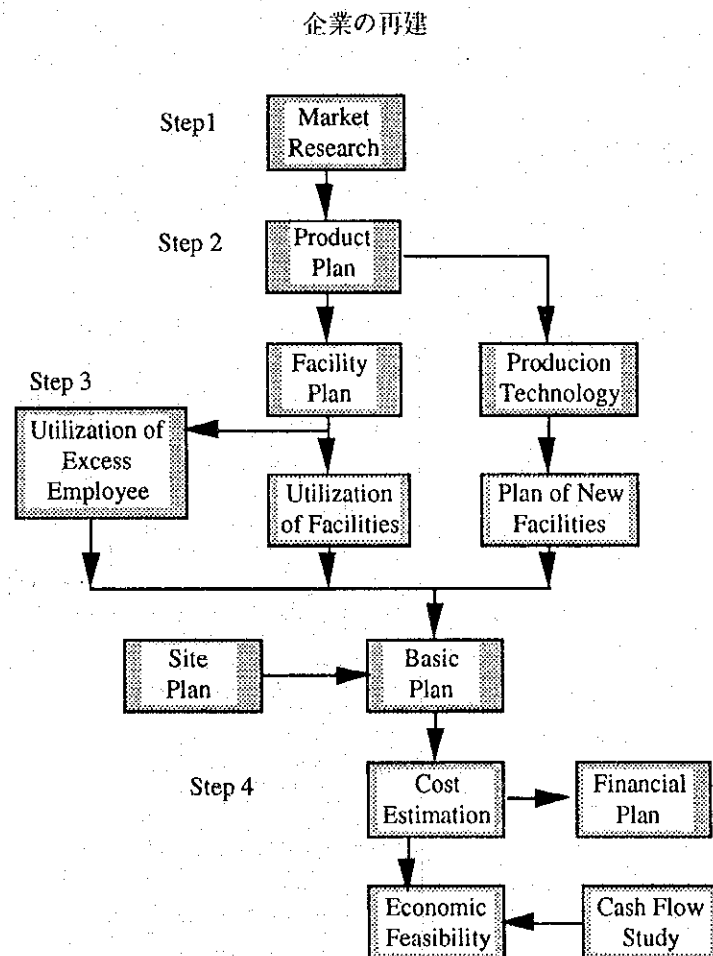 企業の再建
Step1
Market
Research
Step 2
Product
Plan
Facility
Plan
Producion
Technology
Step 3
Utilization of
Excess
Employee
Utilization
of Facilities
Plan of New
Facilities
Site
Plan
Basic
Plan
Step 4
Cost
Estimation
Financial
Plan
Economic
Feasibility
Cash Flow
Study